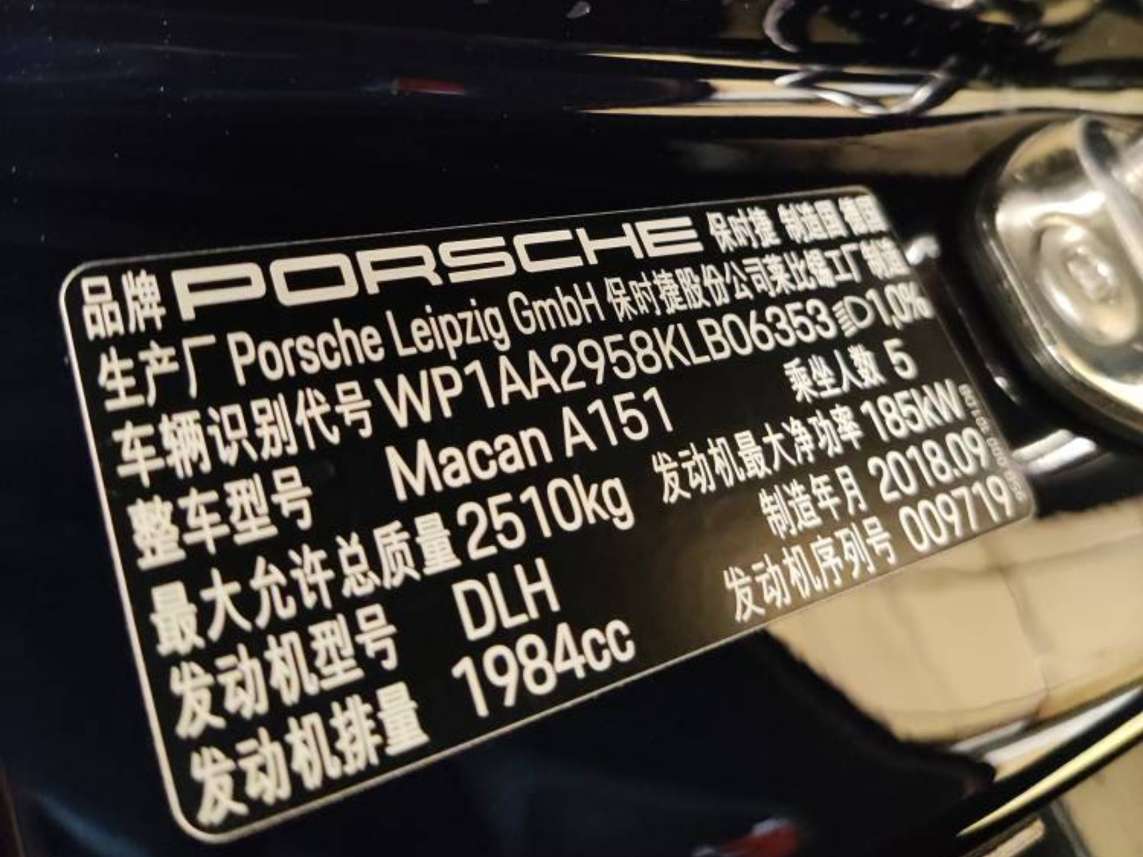 品牌 PORSCHE 保时捷 制造国 德国
生产厂 Porsche Leipzig GmbH 保时捷股份公司莱比锡工厂制造
车辆识别代号 WP1AA2958KLB06353 1,0%
整车型号 Macan A151 乘坐人数 5
最大允许总质量 2510kg 发动机最大净功率 185kW
发动机型号 DLH 制造年月 2018.09
发动机排量 1984cc 发动机序列号 009719